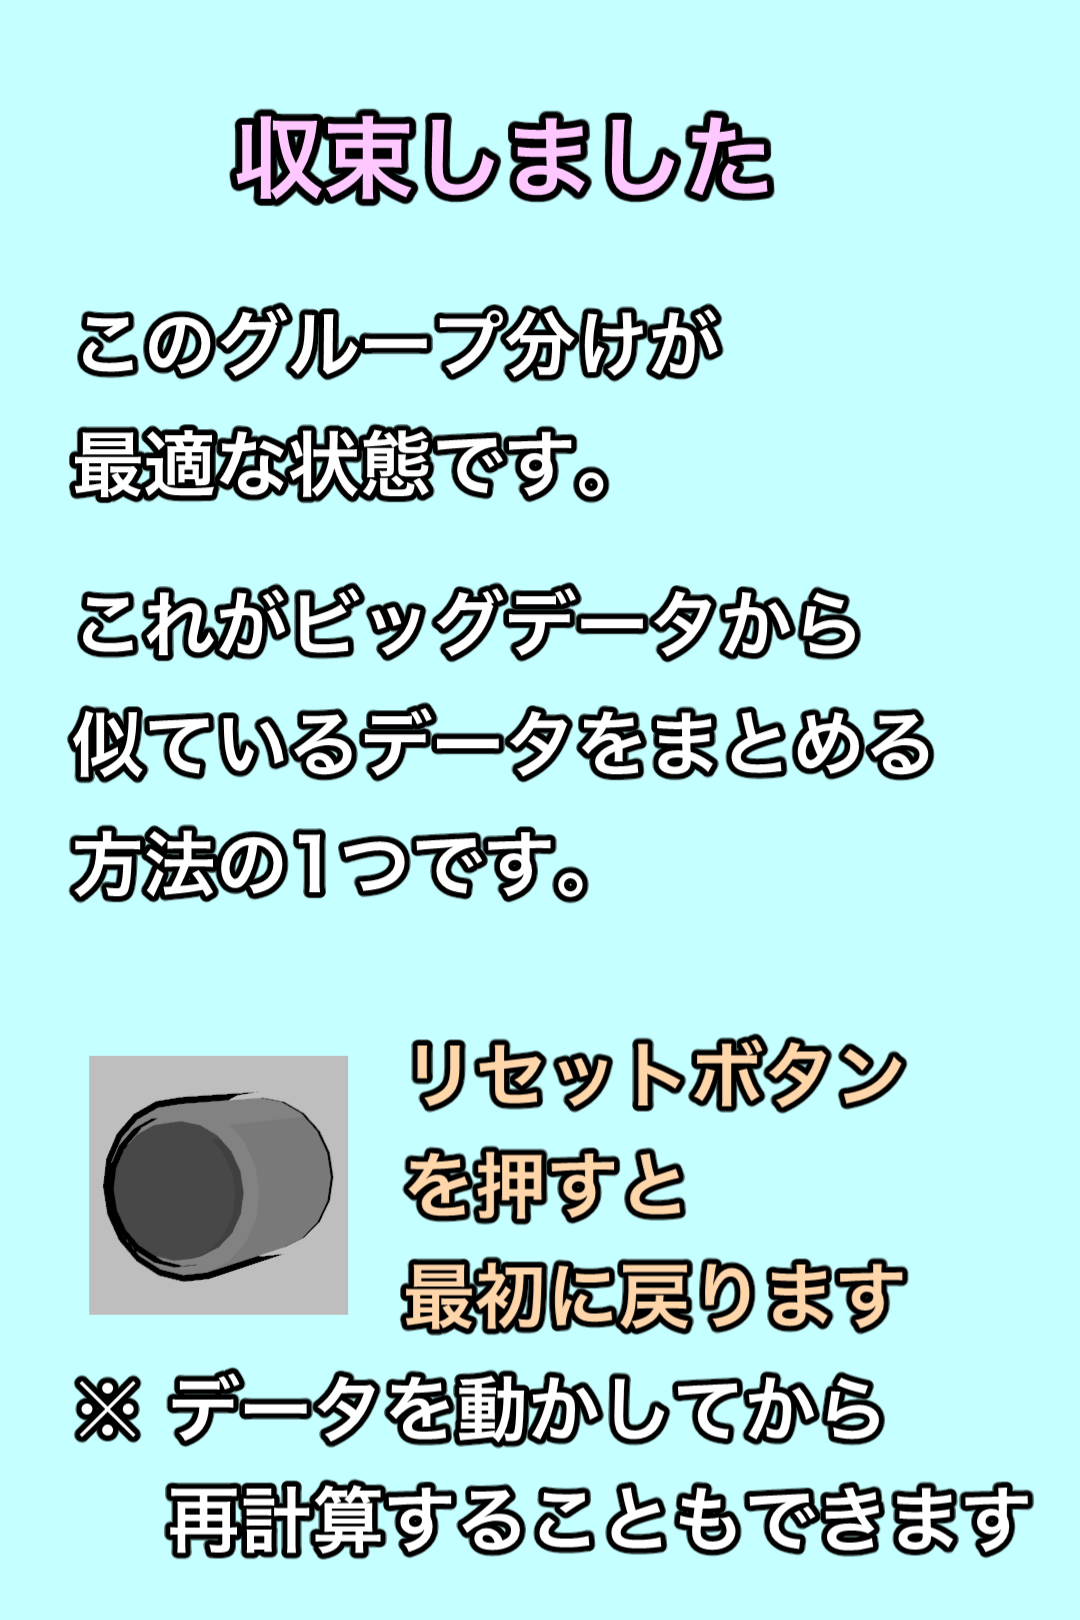 収束しました
このグループ分けが
最適な状態です。
これがビッグデータから
似ているデータをまとめる
方法の1つです。
リセットボタン
を押すと
最初に戻ります
※ データを動かしてから
再計算することもできます